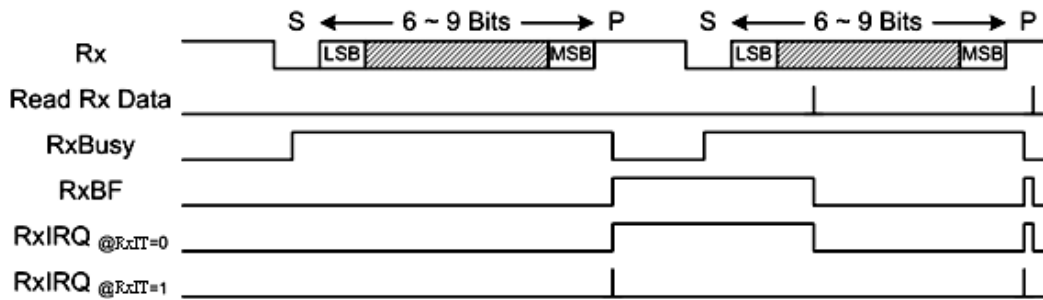 S 6 ~ 9 Bits P S 6 ~ 9 Bits P
Rx LSB MSB LSB MSB
Read Rx Data
RxBusy
RxBF
RxIRQ @RxIT=0
RxIRQ @RxIT=1